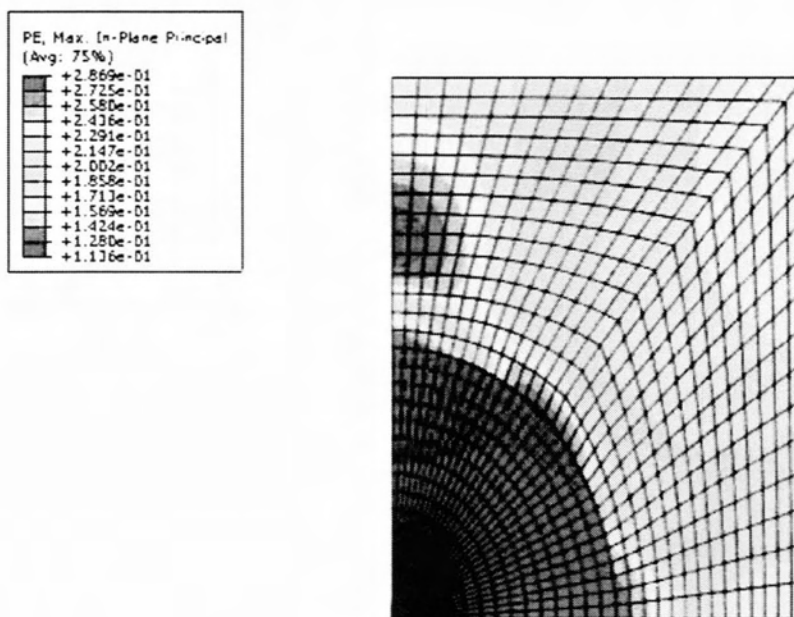 PE, Max. In-Plane Principal
(Avg: 75%)
+2.869e-01
+2.725e-01
+2.580e-01
+2.436e-01
+2.291e-01
+2.147e-01
+2.002e-01
+1.858e-01
+1.713e-01
+1.569e-01
+1.424e-01
+1.280e-01
+1.136e-01